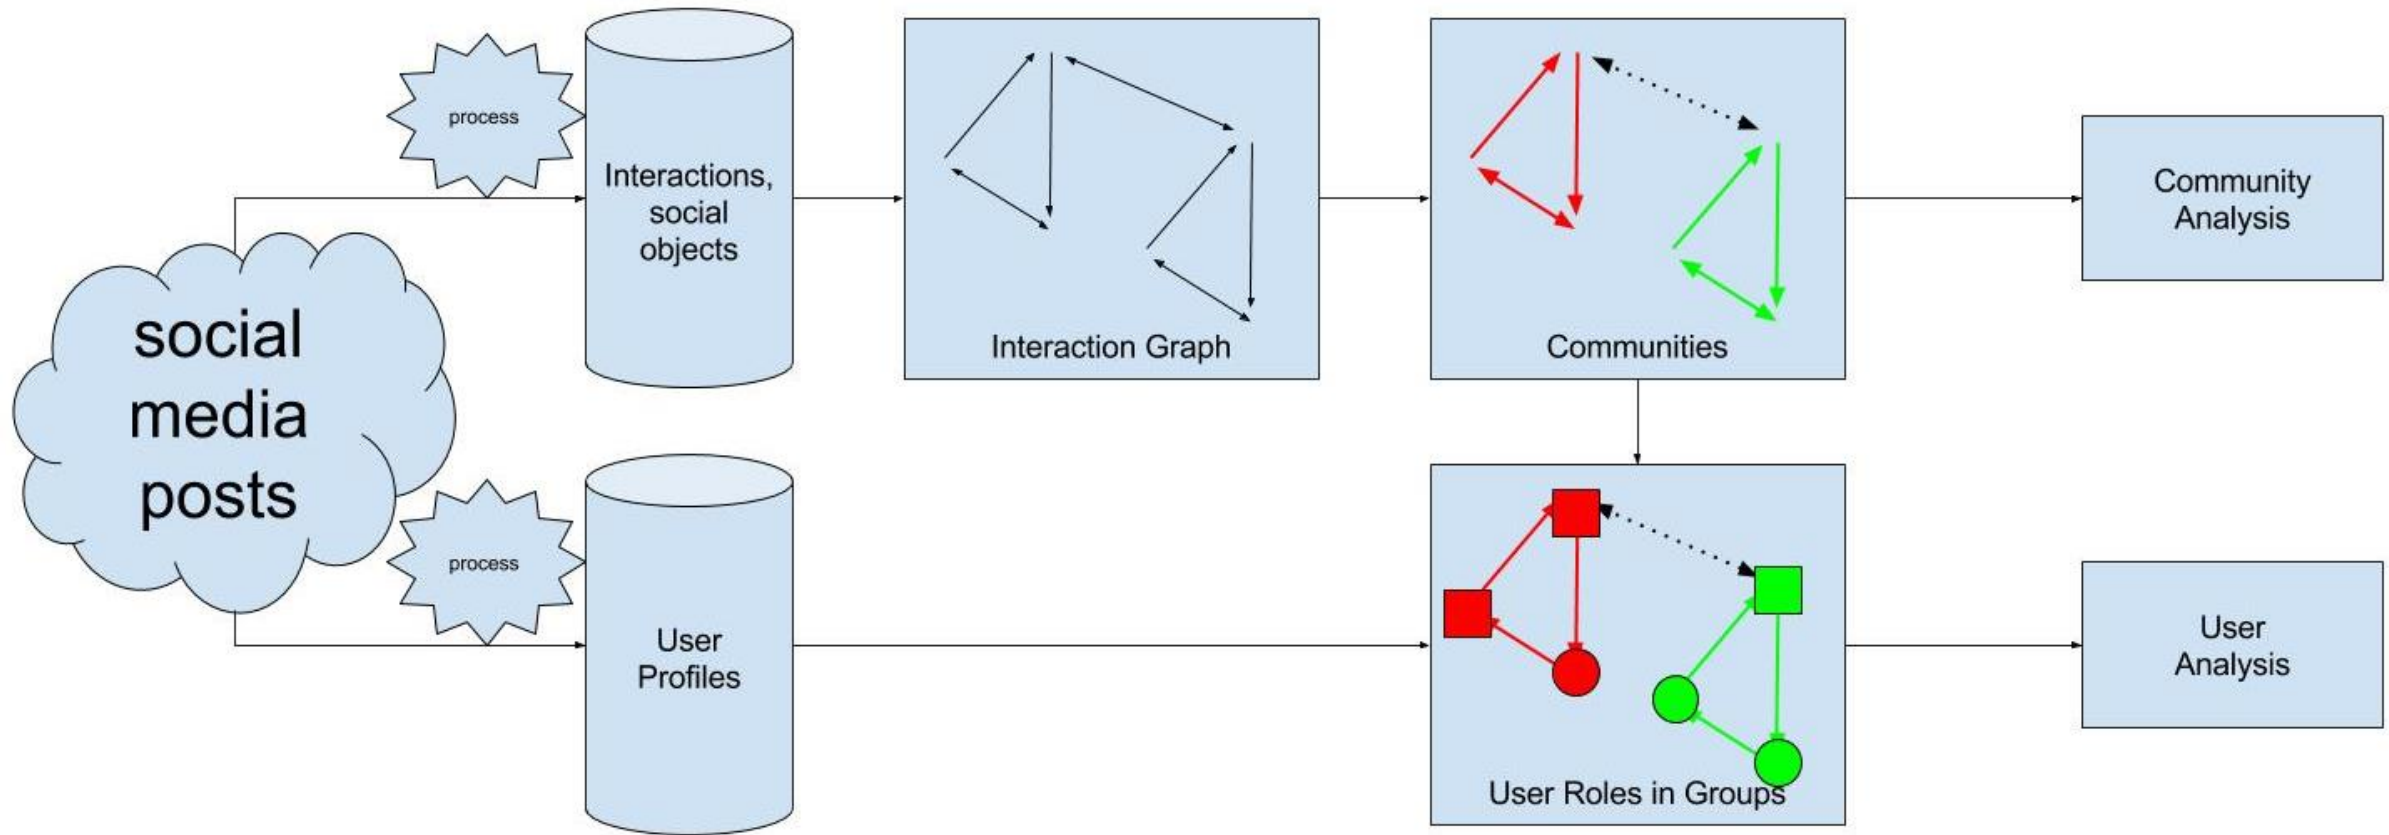 process
Interactions,
social
objects
Interaction Graph
Communities
Community
Analysis
social
media
posts
process
User
Profiles
User Roles in Groups
User
Analysis